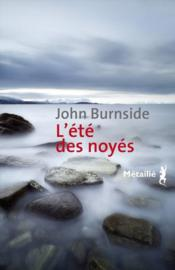 John Burnside
L'été
des noyés
Métailié